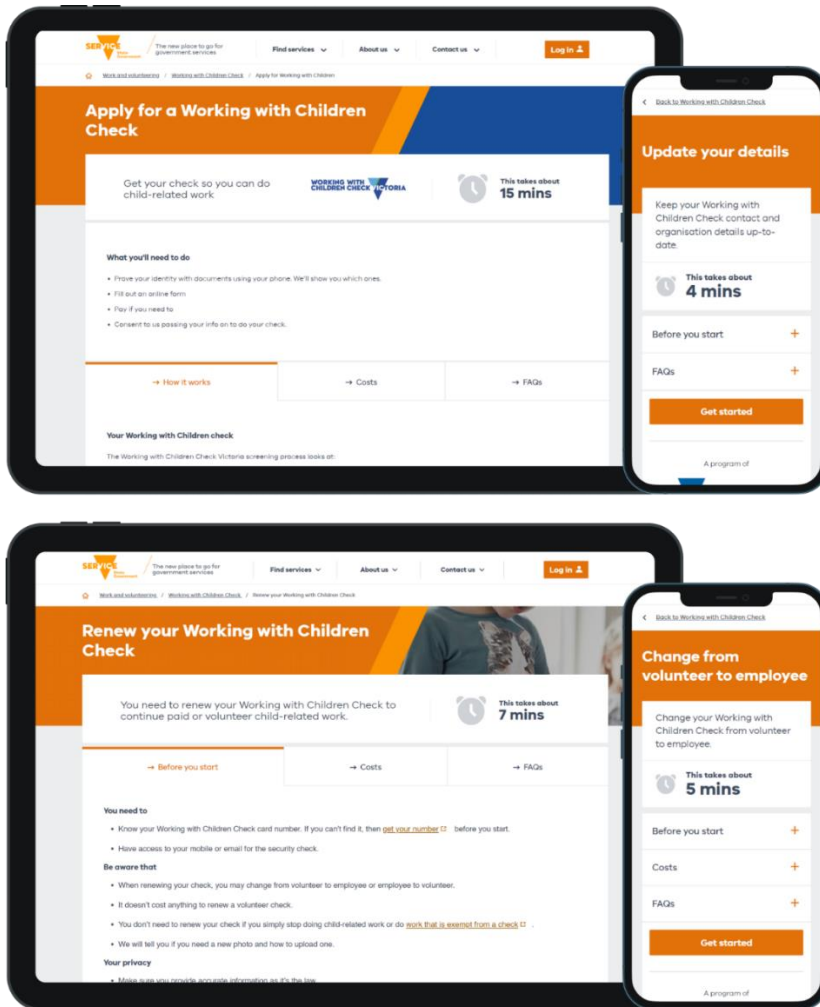 SERVICE
State
Government
The new place to go for
government services
Find services
About us
Contact us
Log in
Work and volunteering / Working with Children Check / Apply for Working with Children
Apply for a Working with Children
Check
Get your check so you can do
child-related work
WORKING WITH
CHILDREN CHECK VICTORIA
This takes about
15 mins
What you'll need to do
• Prove your identity with documents using your phone. We'll show you which ones.
• Fill out an online form
• Pay if you need to
• Consent to us passing your info on to do your check.
→ How it works
→ Costs
→ FAQs
Your Working with Children check
The Working with Children Check Victoria screening process looks at:
Back to Working with Children Check
Update your details
Keep your Working with
Children Check contact and
organisation details up-to-
date.
This takes about
4 mins
Before you start +
FAQs +
Get started
A program of
SERVICE
State
Government
The new place to go for
government services
Find services
About us
Contact us
Log in
Work and volunteering / Working with Children Check / Renew your Working with Children Check
Renew your Working with Children
Check
You need to renew your Working with Children Check to
continue paid or volunteer child-related work.
This takes about
7 mins
→ Before you start
→ Costs
→ FAQs
You need to
• Know your Working with Children Check card number. If you can't find it, then get your number before you start.
• Have access to your mobile or email for the security check.
Be aware that
• When renewing your check, you may change from volunteer to employee or employee to volunteer.
• It doesn't cost anything to renew a volunteer check.
• You don't need to renew your check if you simply stop doing child-related work or do work that is exempt from a check .
• We will tell you if you need a new photo and how to upload one.
Your privacy
• Make sure you provide accurate information as it's the law
Back to Working with Children Check
Change from
volunteer to employee
Change your Working with
Children Check from volunteer
to employee.
This takes about
5 mins
Before you start +
Costs +
FAQs +
Get started
A program of